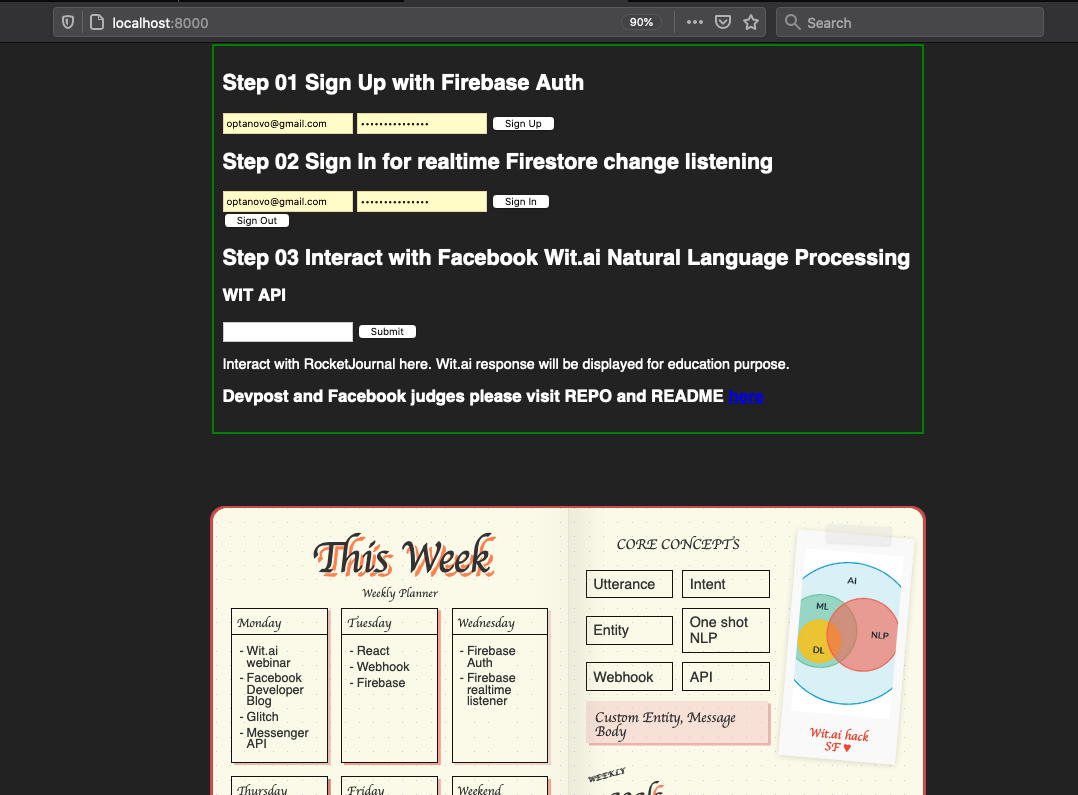 localhost:8000
90%
Search
Step 01 Sign Up with Firebase Auth
optanovo@gmail.com
Sign Up
Step 02 Sign In for realtime Firestore change listening
optanovo@gmail.com
Sign In
Sign Out
Step 03 Interact with Facebook Wit.ai Natural Language Processing
WIT API
Submit
Interact with RocketJournal here. Wit.ai response will be displayed for education purpose.
Devpost and Facebook judges please visit REPO and README here
This Week
Weekly Planner
Monday
- Wit.ai
webinar
- Facebook
Developer
Blog
- Glitch
- Messenger
API
Tuesday
- React
- Webhook
- Firebase
Wednesday
- Firebase
Auth
- Firebase
realtime
listener
Thursday
Friday
Weekend
CORE CONCEPTS
Utterance
Intent
Entity
One shot
NLP
Webhook
API
Custom Entity, Message
Body
WEEKLY
AI
ML
NLP
DL
Wit.ai hack
SF ♥